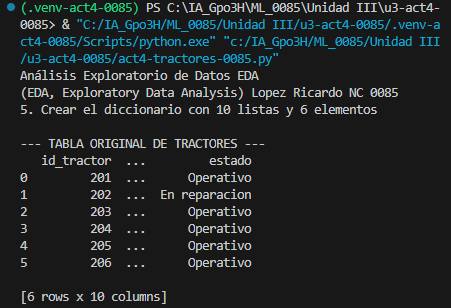 (.venv-act4-0085) PS C:\IA_Gpo3H\ML_0085\Unidad III\u3-act4-
0085> & "C:/IA_Gpo3H/ML_0085/Unidad III/u3-act4-0085/.venv-a
ct4-0085/Scripts/python.exe" "c:/IA_Gpo3H/ML_0085/Unidad III
/u3-act4-0085/act4-tractores-0085.py"
Análisis Exploratorio de Datos EDA
(EDA, Exploratory Data Analysis) Lopez Ricardo NC 0085
5. Crear el diccionario con 10 listas y 6 elementos
--- TABLA ORIGINAL DE TRACTORES ---
   id_tractor  ...         estado
0         201  ...      Operativo
1         202  ...  En reparacion
2         203  ...      Operativo
3         204  ...      Operativo
4         205  ...      Operativo
5         206  ...      Operativo
[6 rows x 10 columns]